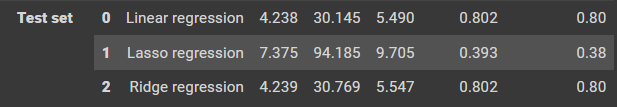 Test set 0 Linear regression 4.238 30.145 5.490 0.802 0.80
1 Lasso regression 7.375 94.185 9.705 0.393 0.38
2 Ridge regression 4.239 30.769 5.547 0.802 0.80